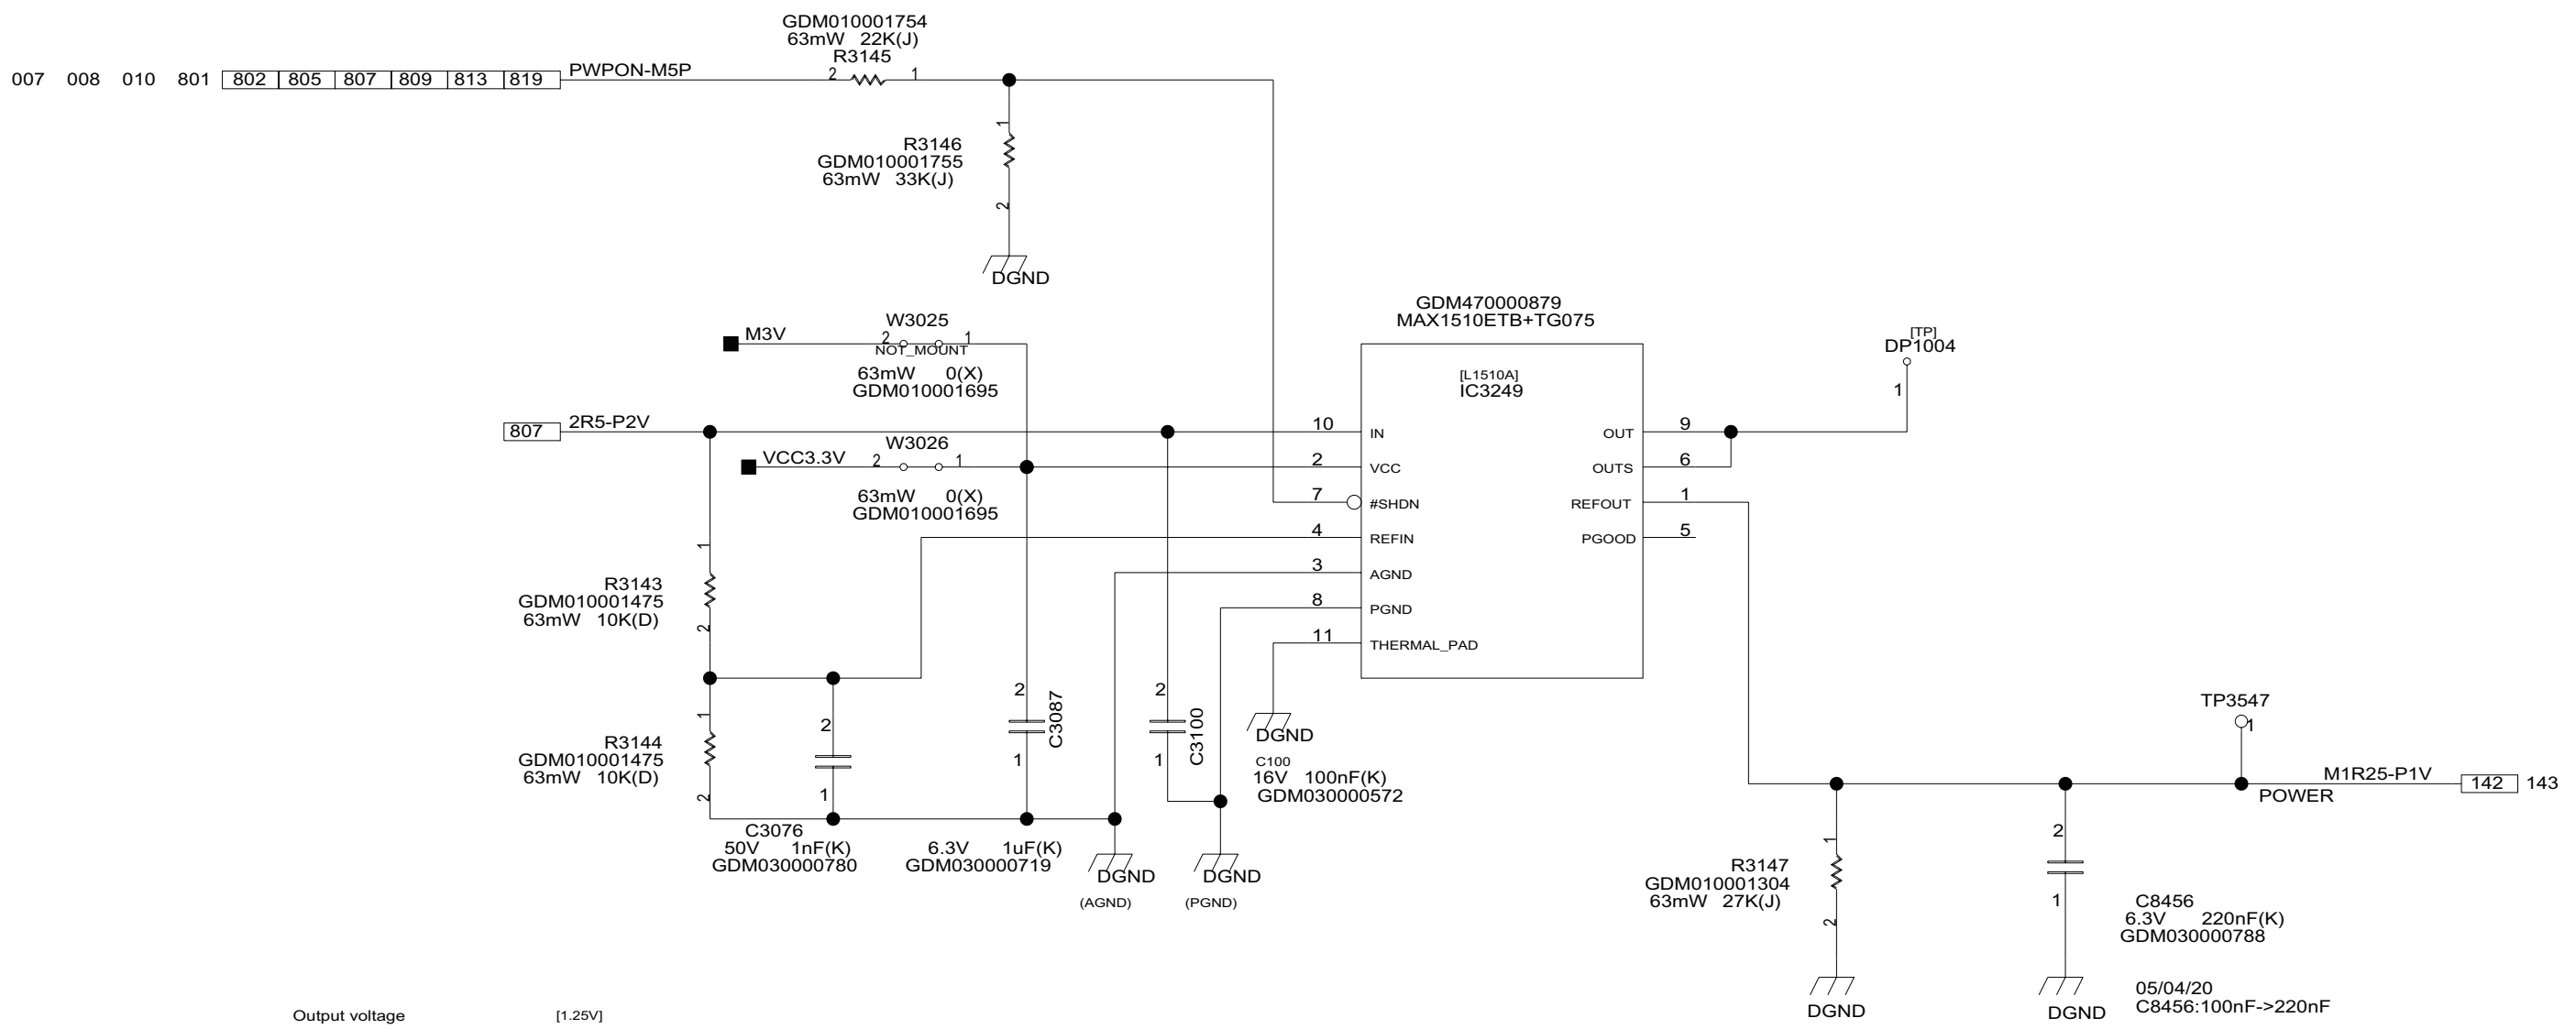 GDM010001754
63mW 22K(J)
R3145
007 008 010 801 802 805 807 809 813 819 PWPON-M5P 2 1
1
R3146
GDM010001755
63mW 33K(J)
2
DGND
GDM470000879
MAX1510ETB+TG075
M3V 2 W3025 1
NOT_MOUNT
63mW 0(X)
GDM010001695
[L1510A]
IC3249
[TP]
DP1004
1
807 2R5-P2V
10 IN OUT 9
VCC3.3V 2 W3026 1
2 VCC OUTS 6
63mW 0(X)
GDM010001695
7 #SHDN REFOUT 1
4 REFIN PGOOD 5
3 AGND
8 PGND
11 THERMAL_PAD
1
R3143
GDM010001475
63mW 10K(D)
2
1
R3144
GDM010001475
63mW 10K(D)
2
2
1
C3076
50V 1nF(K)
GDM030000780
2
C3087
1
6.3V 1uF(K)
GDM030000719
2
C3100
1
DGND
C100
16V 100nF(K)
GDM030000572
DGND
(AGND)
DGND
(PGND)
TP3547
1
M1R25-P1V 142 143
POWER
1
R3147
GDM010001304
63mW 27K(J)
2
DGND
2
1
C8456
6.3V 220nF(K)
GDM030000788
DGND
05/04/20
C8456:100nF->220nF
Output voltage [1.25V]